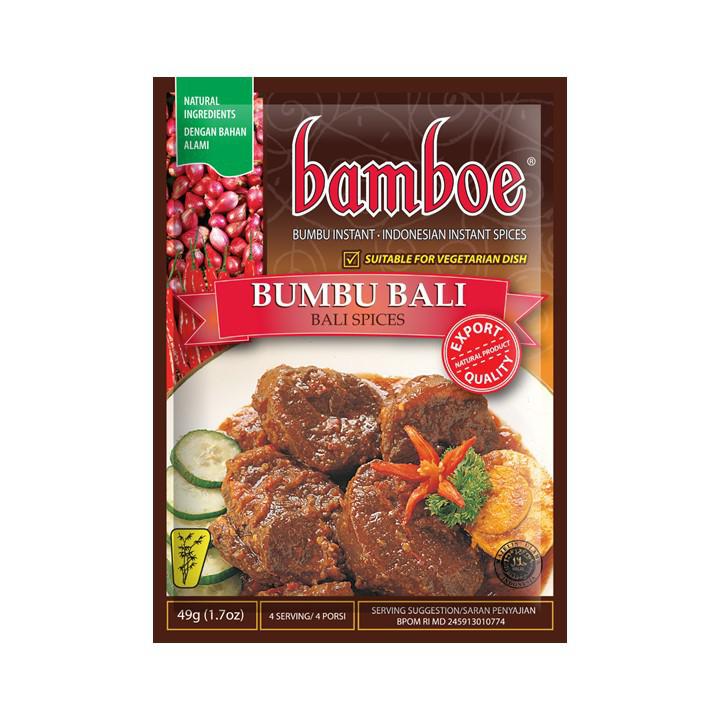 NATURAL
INGREDIENTS
DENGAN BAHAN
ALAMI
bamboe®
BUMBU INSTANT · INDONESIAN INSTANT SPICES
SUITABLE FOR VEGETARIAN DISH
BUMBU BALI
BALI SPICES
EXPORT
NATURAL PRODUCT
QUALITY
HALAL
INDONESIA
49g (1.7oz)
4 SERVING/ 4 PORSI
SERVING SUGGESTION/SARAN PENYAJIAN
BPOM RI MD 245913010774